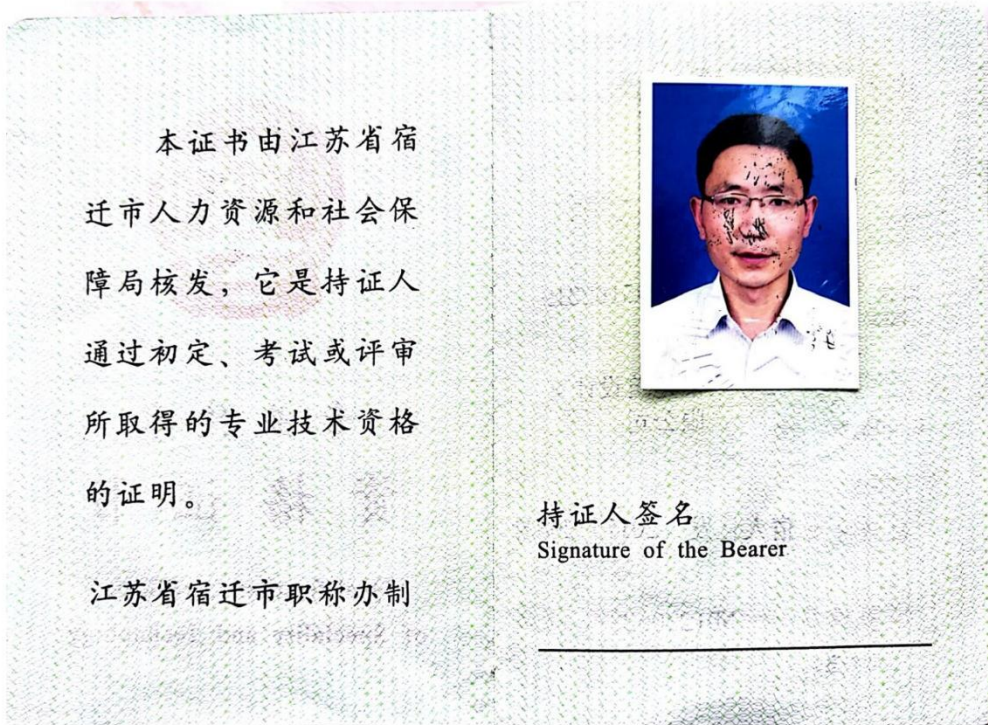 本证书由江苏省宿
迁市人力资源和社会保
障局核发，它是持证人
通过初定、考试或评审
所取得的专业技术资格
的证明。
江苏省宿迁市职称办制
持证人签名
Signature of the Bearer